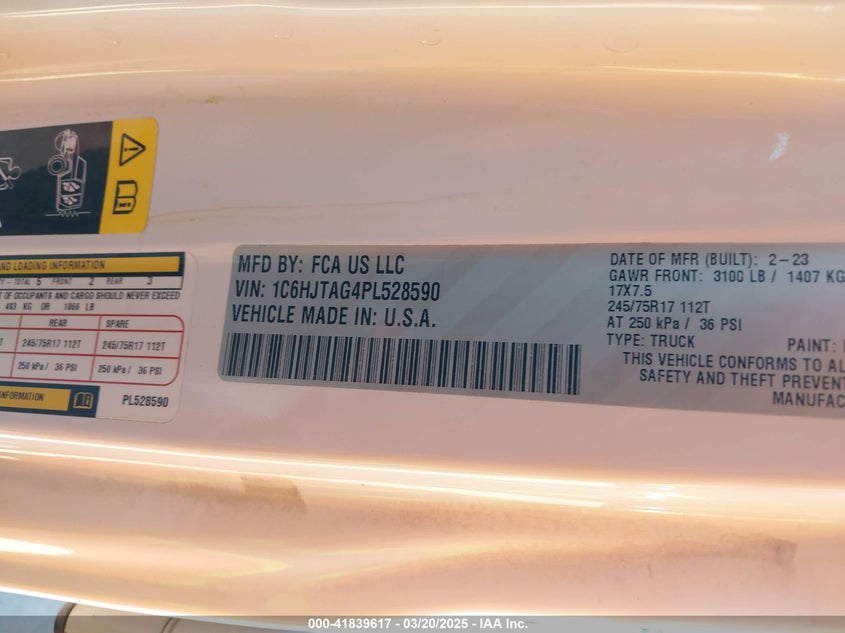 AND LOADING INFORMATION
TOTAL 5 FRONT 2 REAR 3
OF OCCUPANTS AND CARGO SHOULD NEVER EXCEED
483 KG OR 1066 LB
REAR SPARE
245/75R17 112T 245/75R17 112T
250 kPa / 36 PSI 250 kPa / 36 PSI
INFORMATION
PL528590
MFD BY: FCA US LLC
VIN: 1C6HJTAG4PL528590
VEHICLE MADE IN: U.S.A.
DATE OF MFR (BUILT): 2-23
GAWR FRONT: 3100 LB / 1407 KG
17X7.5
245/75R17 112T
AT 250 kPa / 36 PSI
TYPE: TRUCK PAINT:
THIS VEHICLE CONFORMS TO
SAFETY AND THEFT
000-41839617 — 03/20/2025 — IAA Inc.